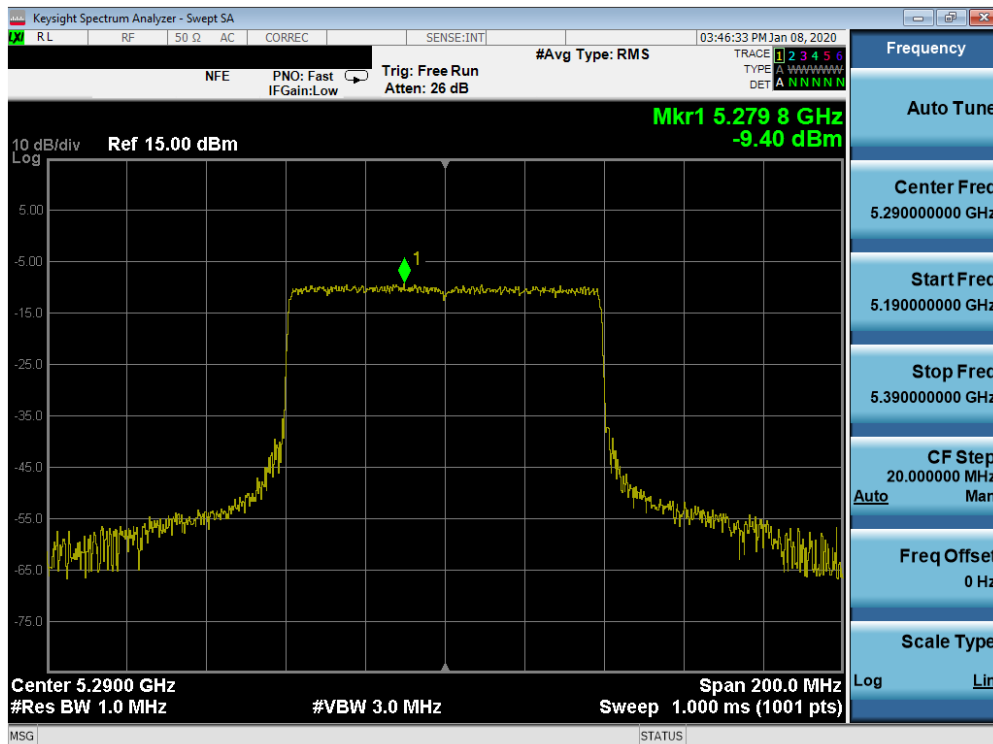 Keysight Spectrum Analyzer - Swept SA
LXI RL RF 50 Ω AC CORREC SENSE:INT 03:46:33 PM Jan 08, 2020
NFE PNO: Fast Trig: Free Run #Avg Type: RMS TRACE 1 2 3 4 5 6
IFGain:Low Atten: 26 dB TYPE A WWWWW
DET A N N N N N
Mkr1 5.279 8 GHz
-9.40 dBm
10 dB/div Ref 15.00 dBm
Log
5.00
-5.00
1
-15.0
-25.0
-35.0
-45.0
-55.0
-65.0
-75.0
Center 5.2900 GHz Span 200.0 MHz
#Res BW 1.0 MHz #VBW 3.0 MHz Sweep 1.000 ms (1001 pts)
MSG STATUS
Frequency
Auto Tune
Center Freq
5.290000000 GHz
Start Freq
5.190000000 GHz
Stop Freq
5.390000000 GHz
CF Step
20.000000 MHz
Auto Man
Freq Offset
0 Hz
Scale Type
Log Lin